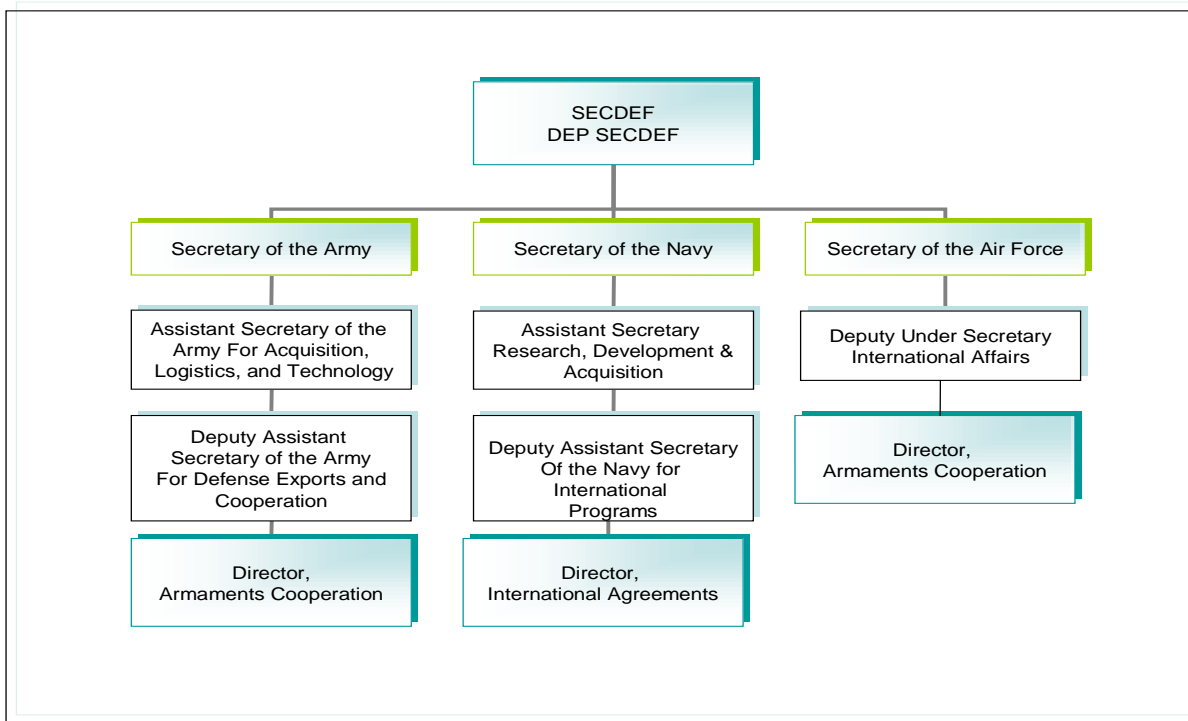 SECDEF
DEP SECDEF
Secretary of the Army
Secretary of the Navy
Secretary of the Air Force
Assistant Secretary of the
Army For Acquisition,
Logistics, and Technology
Assistant Secretary
Research, Development &
Acquisition
Deputy Under Secretary
International Affairs
Deputy Assistant
Secretary of the Army
For Defense Exports and
Cooperation
Deputy Assistant Secretary
Of the Navy for
International
Programs
Director,
Armaments Cooperation
Director,
Armaments Cooperation
Director,
International Agreements